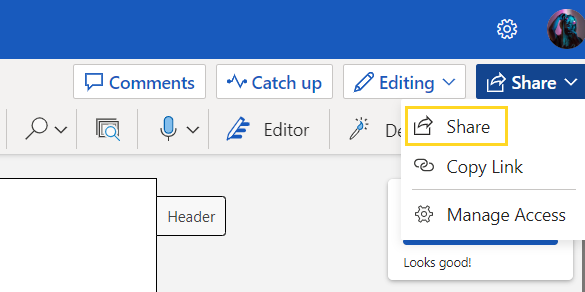 Comments Catch up Editing Share
Editor De
Share
Copy Link
Manage Access
Header
Looks good!